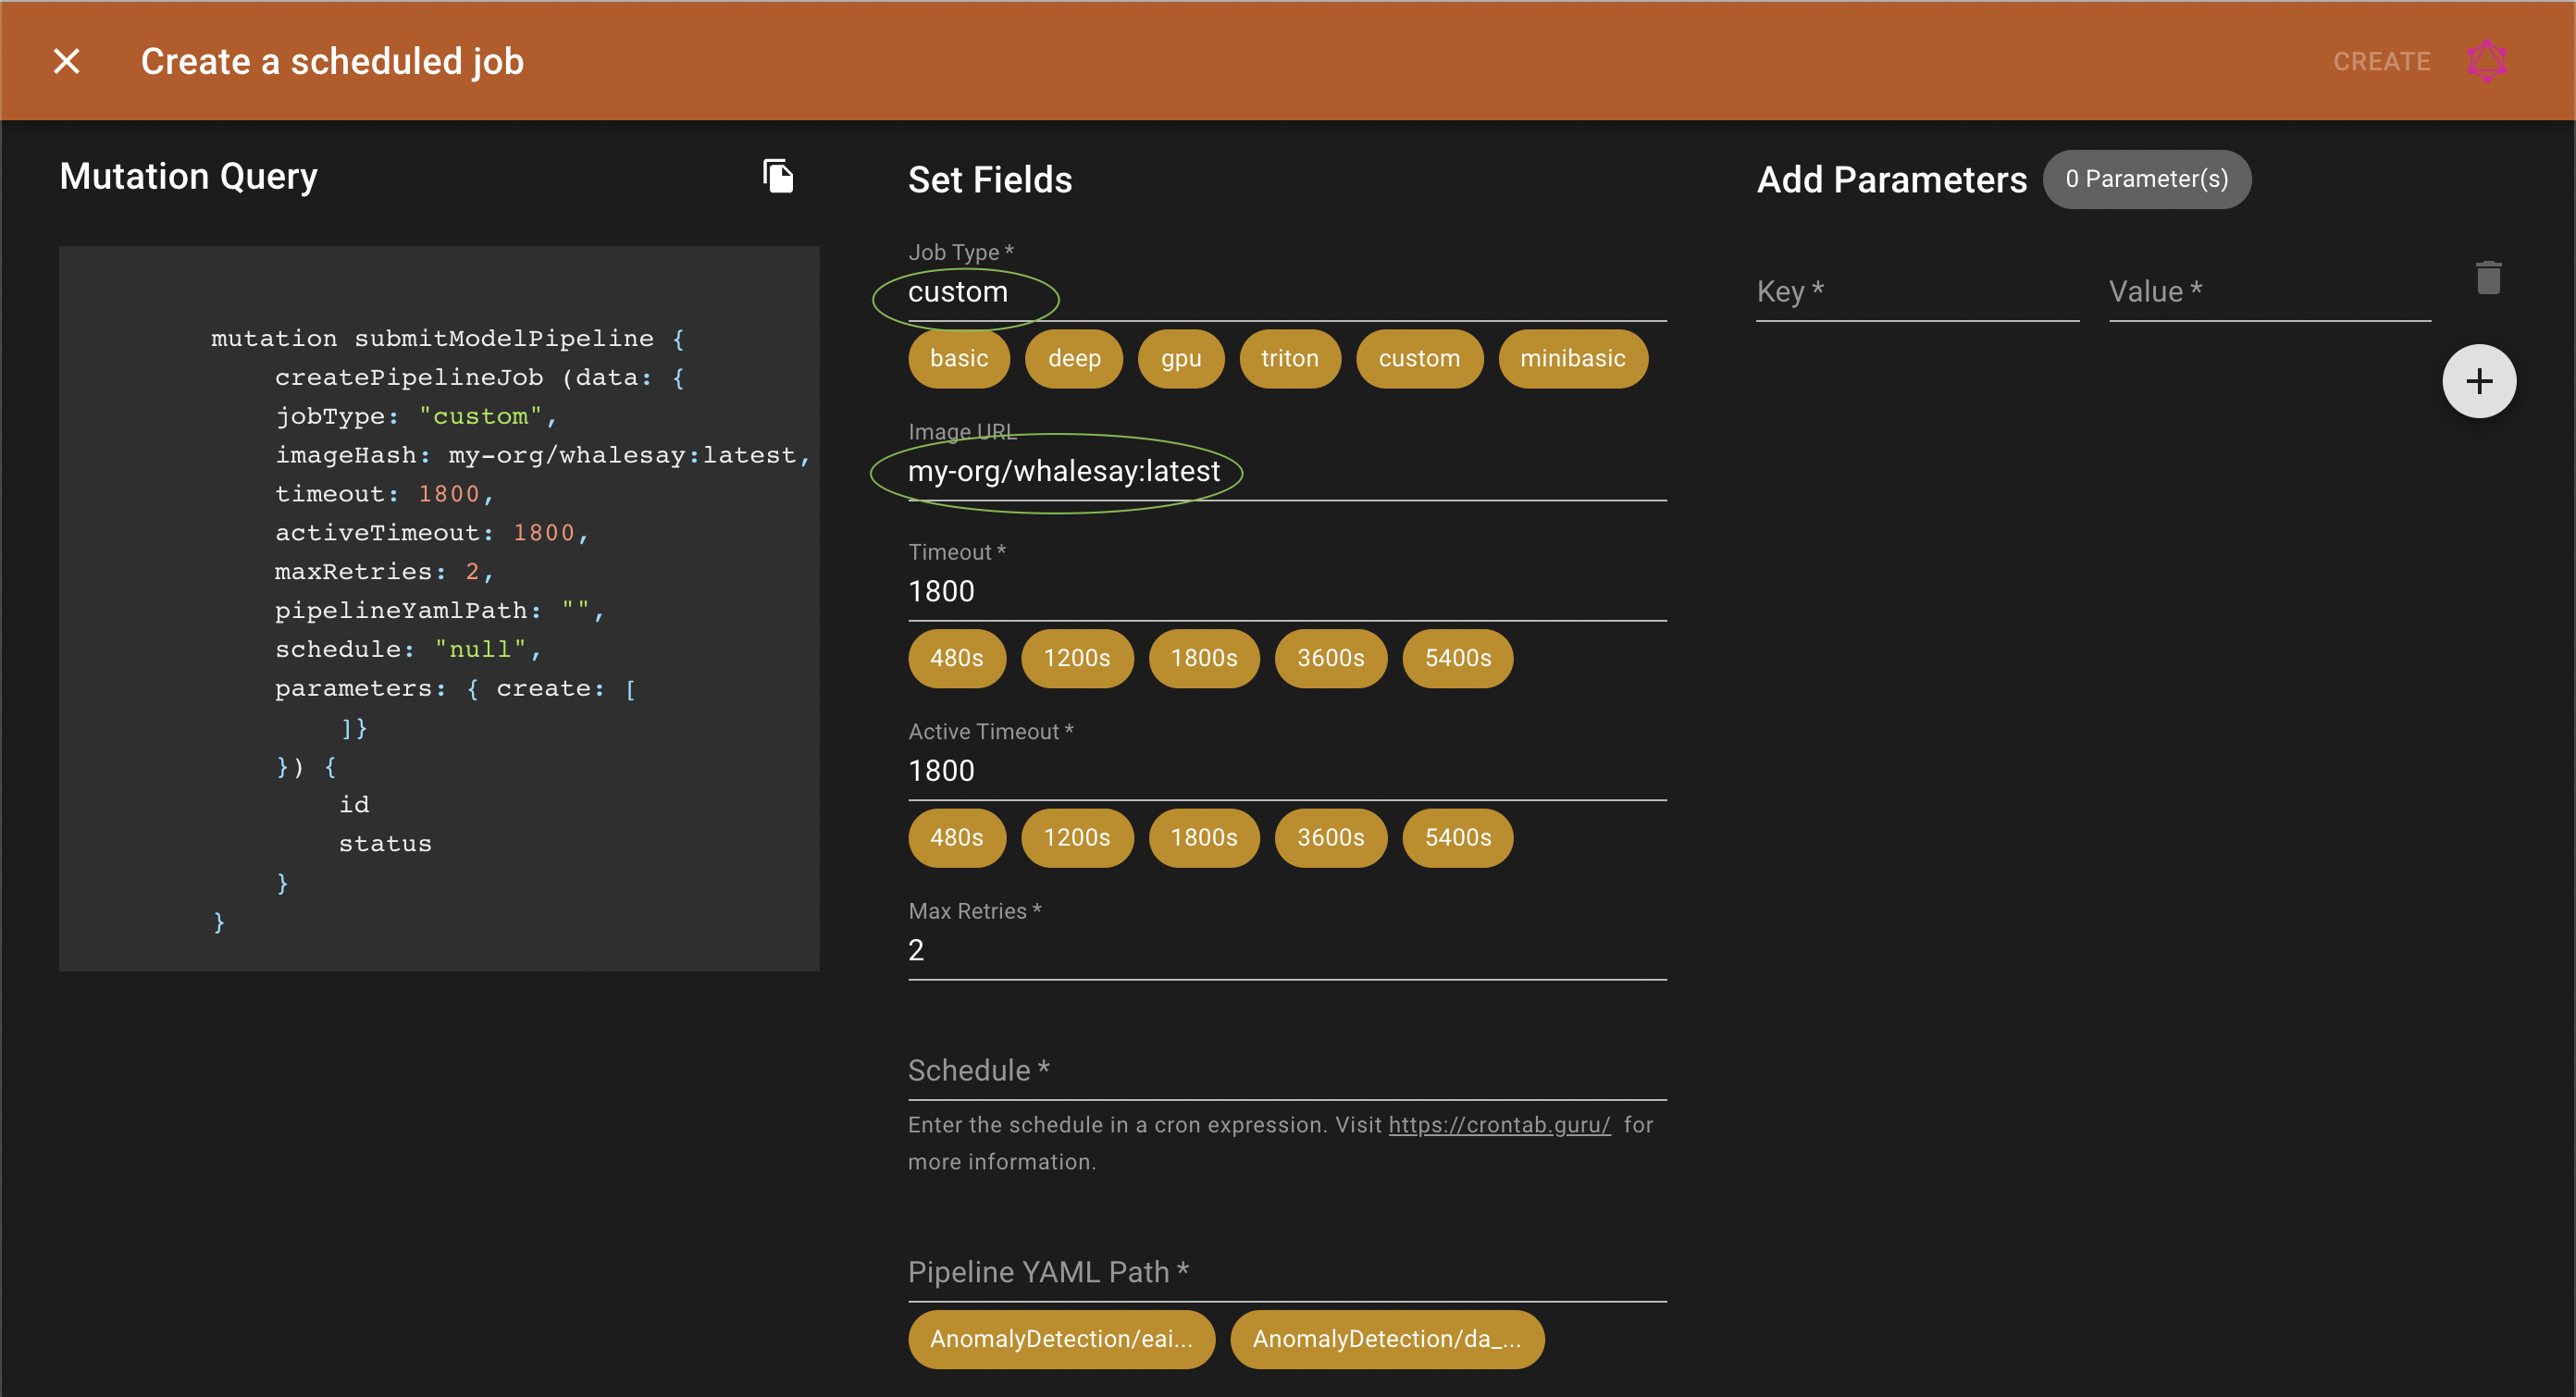 Create a scheduled job
CREATE
Mutation Query
mutation submitModelPipeline {
createPipelineJob (data: {
jobType: "custom",
imageHash: my-org/whalesay:latest,
timeout: 1800,
activeTimeout: 1800,
maxRetries: 2,
pipelineYamlPath: "",
schedule: "null",
parameters: { create: [
]}
}) {
id
status
}
}
Set Fields
Job Type *
custom
basic deep gpu triton custom minibasic
Image URL
my-org/whalesay:latest
Timeout *
1800
480s 1200s 1800s 3600s 5400s
Active Timeout *
1800
480s 1200s 1800s 3600s 5400s
Max Retries *
2
Schedule *
Enter the schedule in a cron expression. Visit https://crontab.guru/ for
more information.
Pipeline YAML Path *
AnomalyDetection/eai... AnomalyDetection/da_...
Add Parameters 0 Parameter(s)
Key * Value *